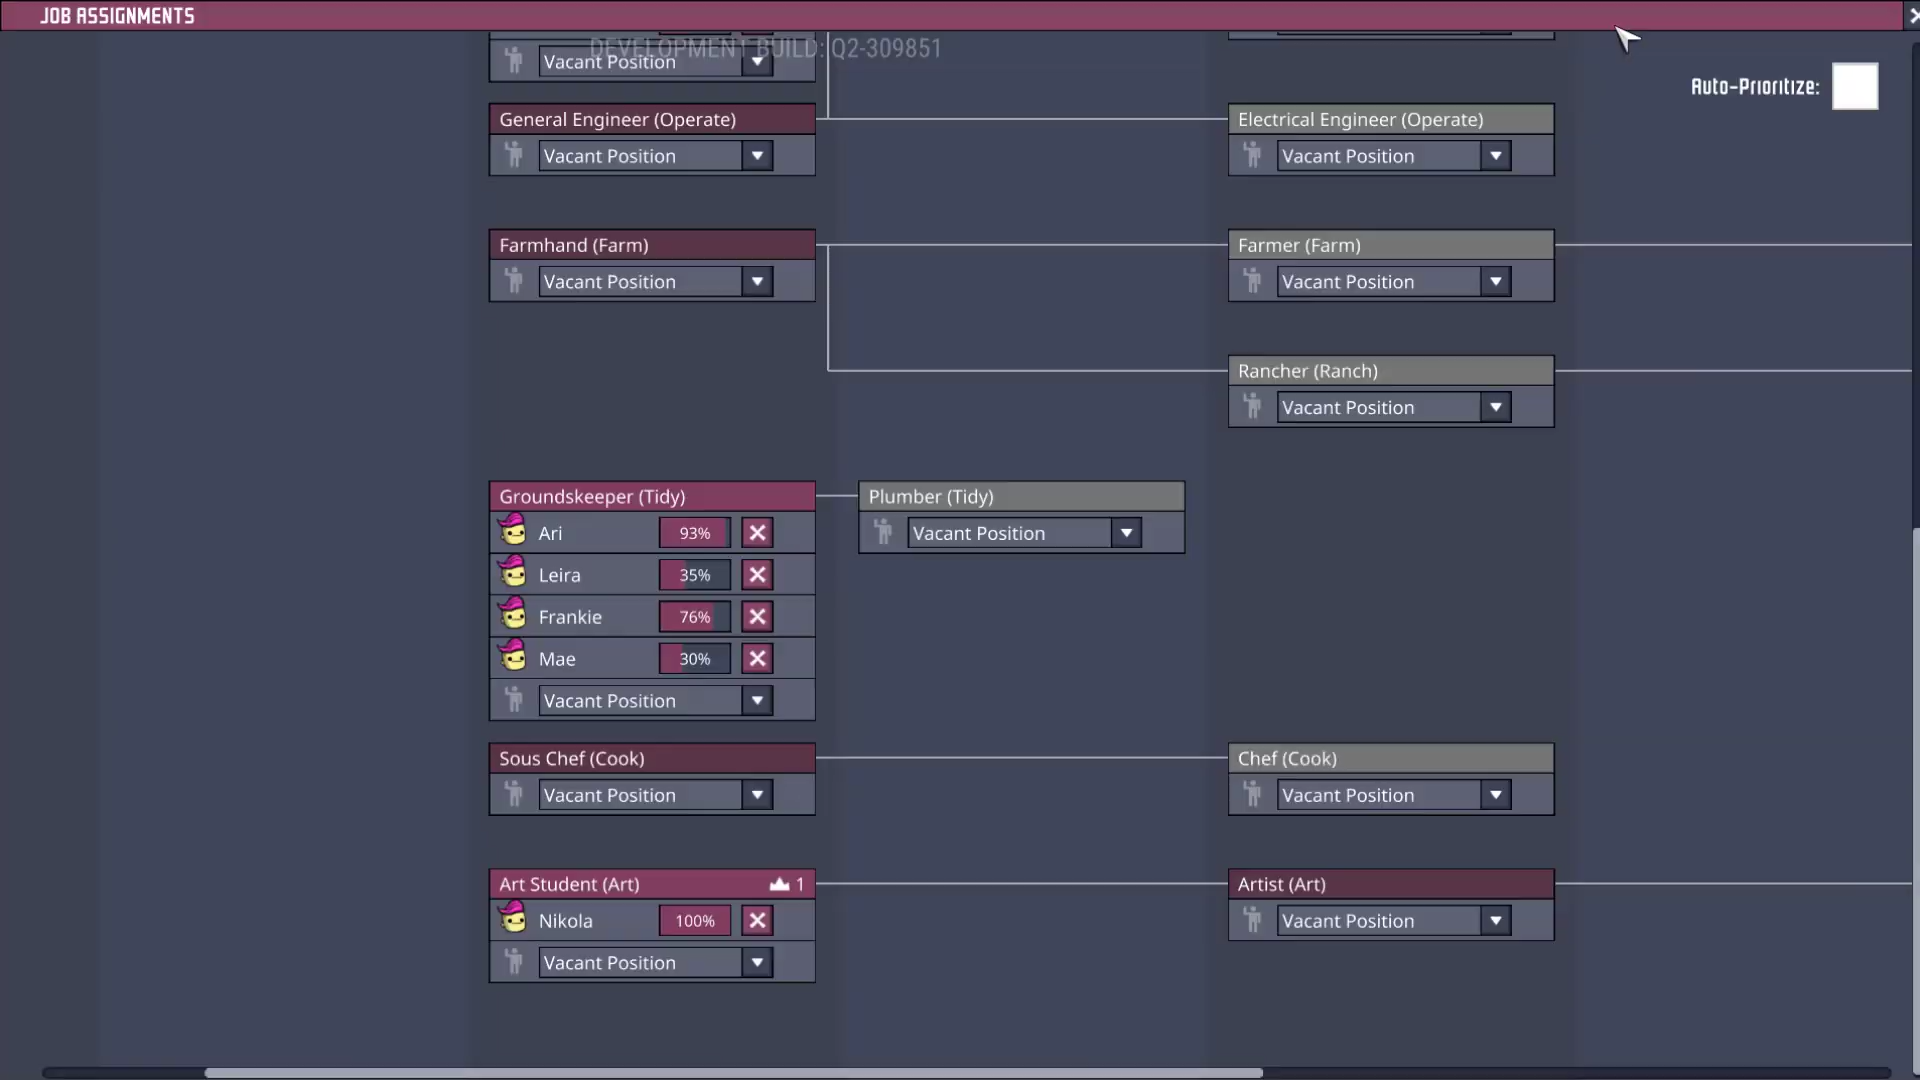 JOB ASSIGNMENTS
DEVELOPMENT BUILD: Q2-309851
Vacant Position
Auto-Prioritize:
General Engineer (Operate)
Vacant Position
Electrical Engineer (Operate)
Vacant Position
Farmhand (Farm)
Vacant Position
Farmer (Farm)
Vacant Position
Rancher (Ranch)
Vacant Position
Groundskeeper (Tidy)
Ari 93%
Leira 35%
Frankie 76%
Mae 30%
Vacant Position
Plumber (Tidy)
Vacant Position
Sous Chef (Cook)
Vacant Position
Chef (Cook)
Vacant Position
Art Student (Art) 1
Nikola 100%
Vacant Position
Artist (Art)
Vacant Position